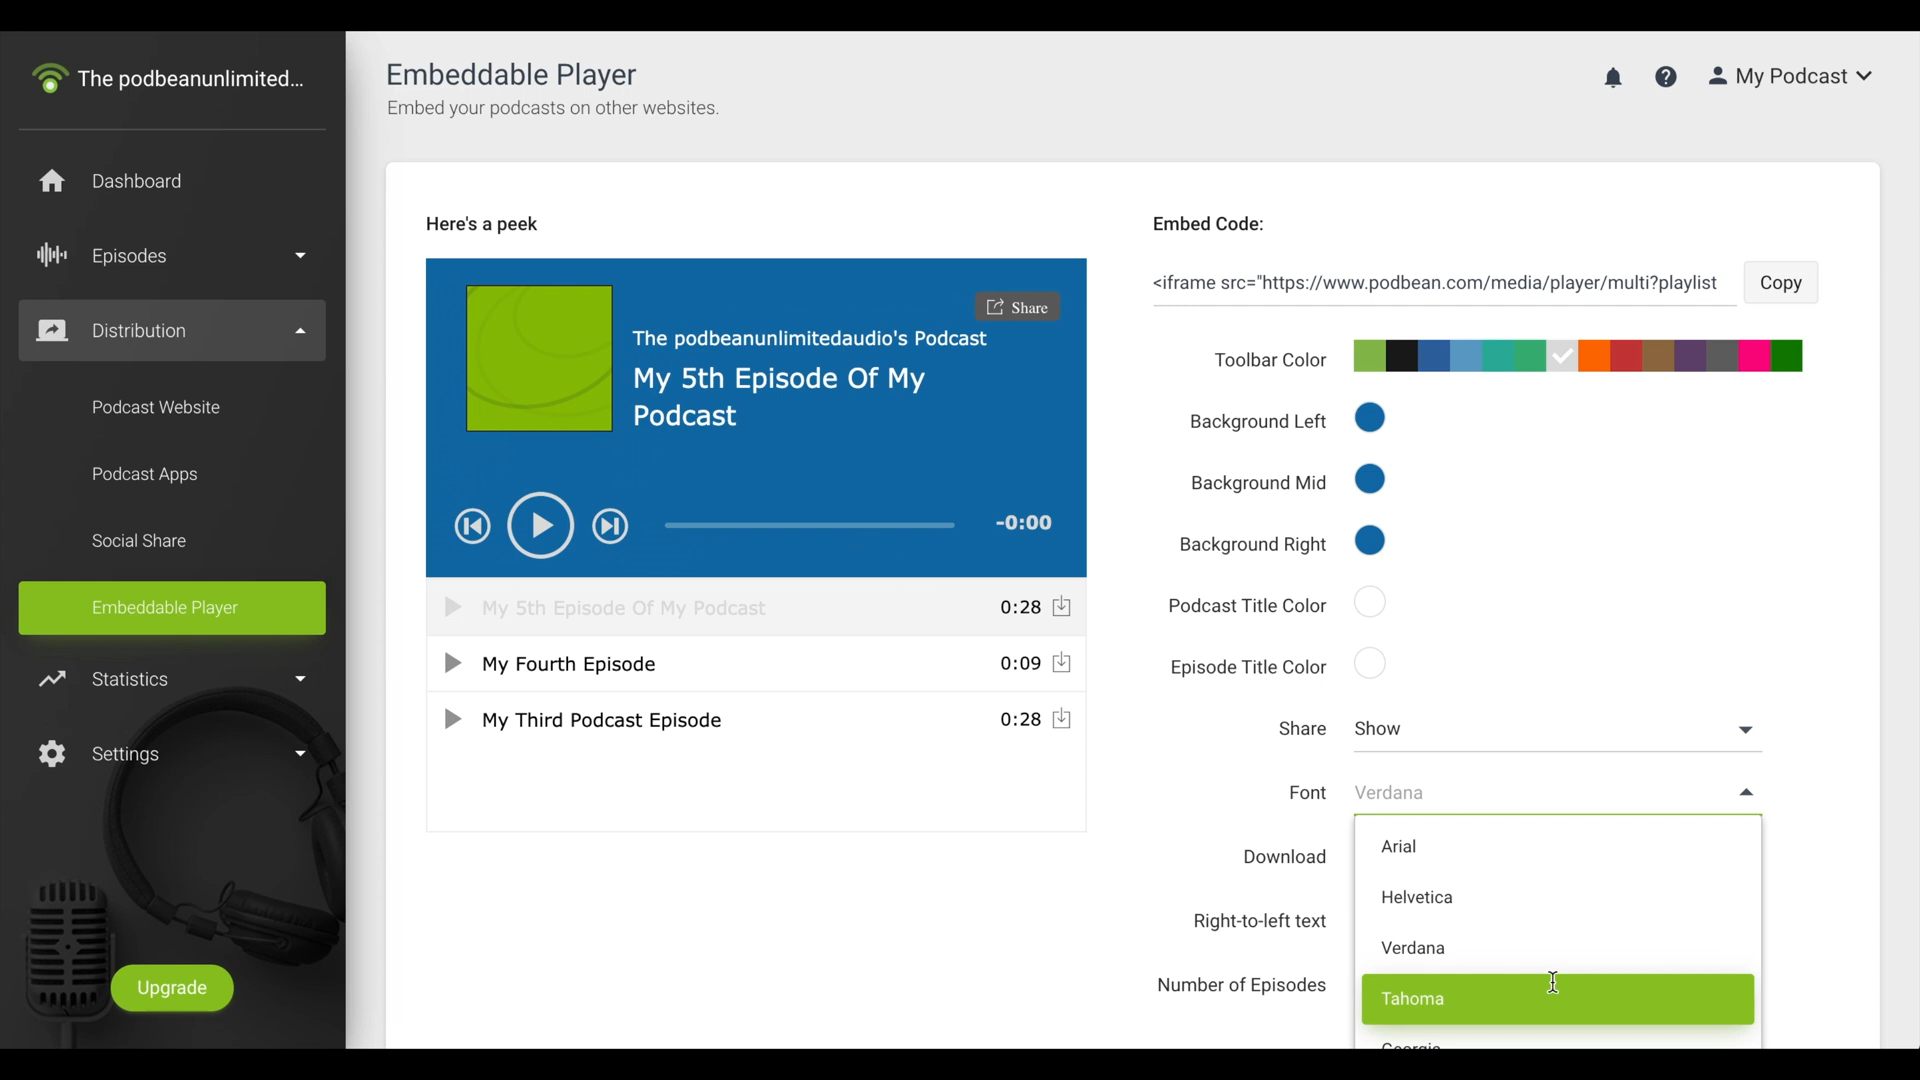 The podbeanunlimited...
Dashboard
Episodes
Distribution
Podcast Website
Podcast Apps
Social Share
Embeddable Player
Statistics
Settings
Upgrade
Embeddable Player
Embed your podcasts on other websites.
My Podcast
Here's a peek
Share
The podbeanunlimitedaudio's Podcast
My 5th Episode Of My
Podcast
-0:00
My 5th Episode Of My Podcast 0:28
My Fourth Episode 0:09
My Third Podcast Episode 0:28
Embed Code:
<iframe src="https://www.podbean.com/media/player/multi?playlist Copy
Toolbar Color
Background Left
Background Mid
Background Right
Podcast Title Color
Episode Title Color
Share Show
Font Verdana
Download
Right-to-left text
Number of Episodes
Arial
Helvetica
Verdana
Tahoma
Georgia